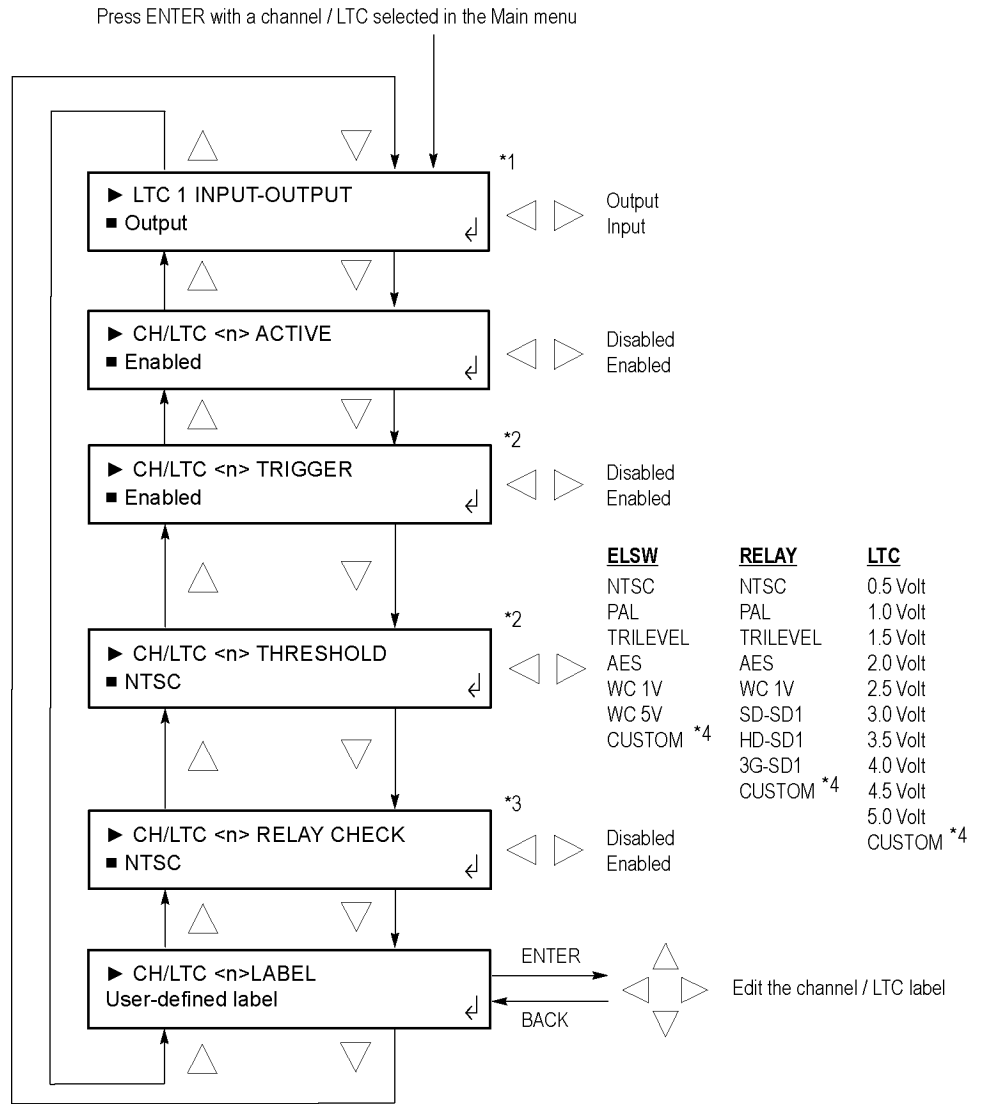 Press ENTER with a channel / LTC selected in the Main menu
*1
► LTC 1 INPUT-OUTPUT
■ Output
Output
Input
► CH/LTC <n> ACTIVE
■ Enabled
Disabled
Enabled
*2
► CH/LTC <n> TRIGGER
■ Enabled
Disabled
Enabled
*2
► CH/LTC <n> THRESHOLD
■ NTSC
ELSW
NTSC
PAL
TRILEVEL
AES
WC 1V
WC 5V
CUSTOM *4
RELAY
NTSC
PAL
TRILEVEL
AES
WC 1V
SD-SD1
HD-SD1
3G-SD1
CUSTOM *4
LTC
0.5 Volt
1.0 Volt
1.5 Volt
2.0 Volt
2.5 Volt
3.0 Volt
3.5 Volt
4.0 Volt
4.5 Volt
5.0 Volt
CUSTOM *4
*3
► CH/LTC <n> RELAY CHECK
■ NTSC
Disabled
Enabled
► CH/LTC <n>LABEL
User-defined label
ENTER
BACK
Edit the channel / LTC label